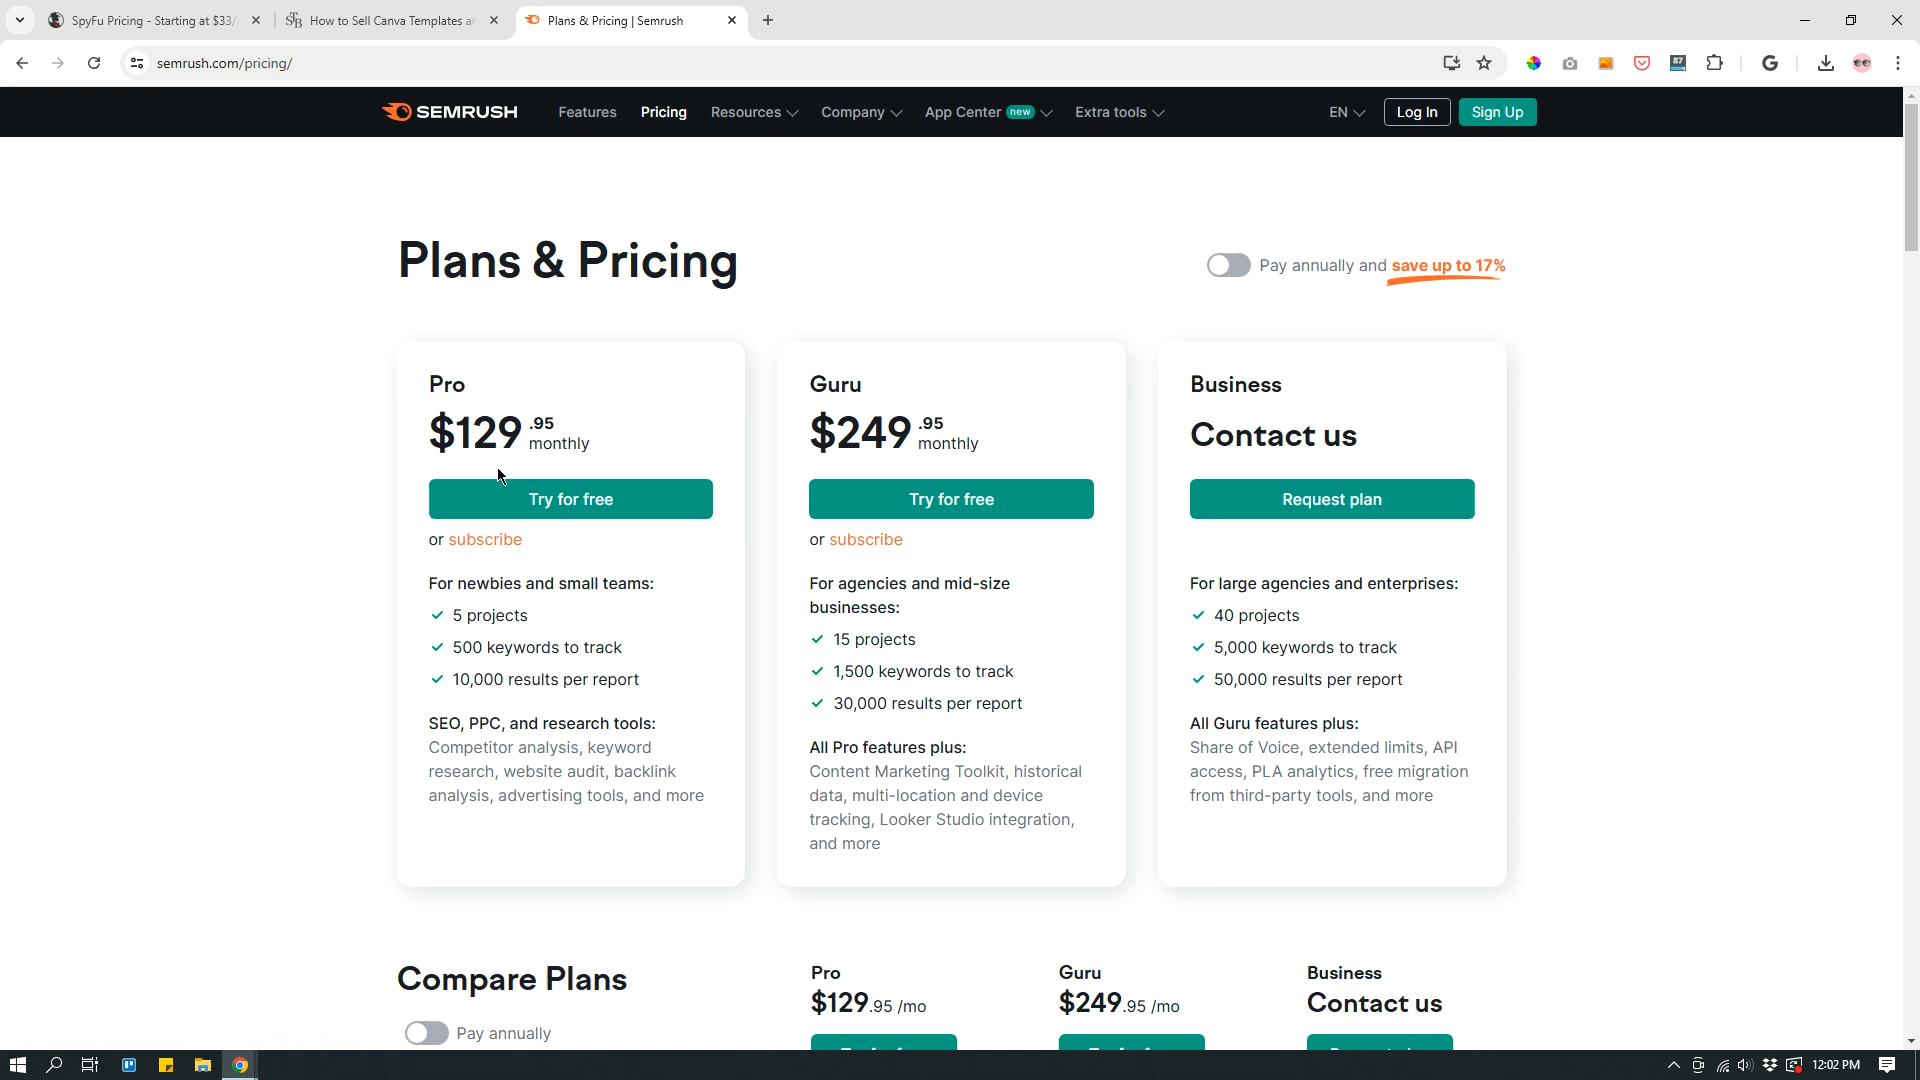 SpyFu Pricing - Starting at $33/
How to Sell Canva Templates a
Plans & Pricing | Semrush
semrush.com/pricing/
87
SEMRUSH
Features
Pricing
Resources
Company
App Center new
Extra tools
EN
Log In
Sign Up
Plans & Pricing
Pay annually and save up to 17%
Pro
$129 .95
monthly
Try for free
or subscribe
For newbies and small teams:
5 projects
500 keywords to track
10,000 results per report
SEO, PPC, and research tools:
Competitor analysis, keyword
research, website audit, backlink
analysis, advertising tools, and more
Guru
$249 .95
monthly
Try for free
or subscribe
For agencies and mid-size
businesses:
15 projects
1,500 keywords to track
30,000 results per report
All Pro features plus:
Content Marketing Toolkit, historical
data, multi-location and device
tracking, Looker Studio integration,
and more
Business
Contact us
Request plan
For large agencies and enterprises:
40 projects
5,000 keywords to track
50,000 results per report
All Guru features plus:
Share of Voice, extended limits, API
access, PLA analytics, free migration
from third-party tools, and more
Compare Plans
Pay annually
Pro
$129.95 /mo
Guru
$249.95 /mo
Business
Contact us
12:02 PM